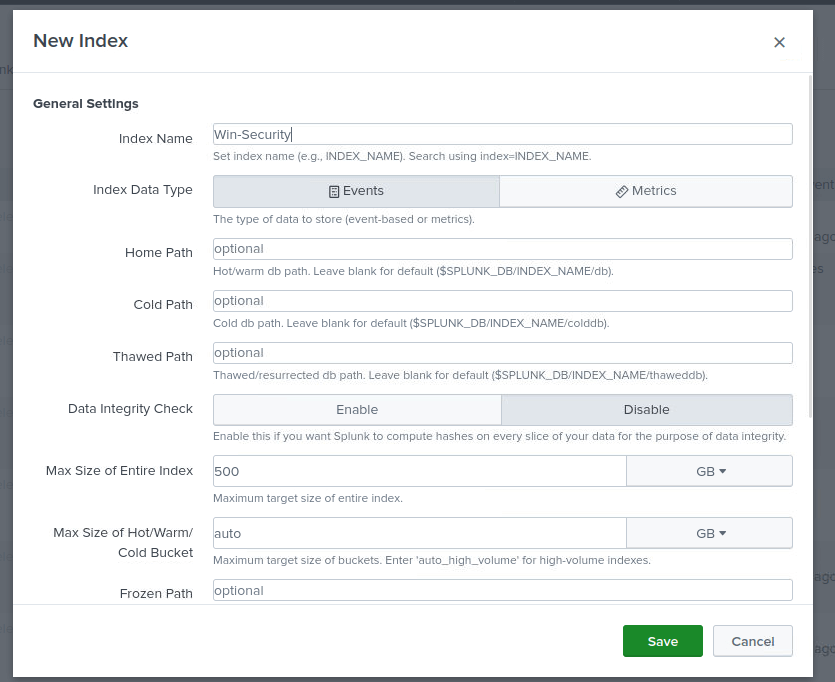 New Index
General Settings
Index Name
Win-Security
Set index name (e.g., INDEX_NAME). Search using index=INDEX_NAME.
Index Data Type
Events
Metrics
The type of data to store (event-based or metrics).
Home Path
optional
Hot/warm db path. Leave blank for default ($SPLUNK_DB/INDEX_NAME/db).
Cold Path
optional
Cold db path. Leave blank for default ($SPLUNK_DB/INDEX_NAME/colddb).
Thawed Path
optional
Thawed/resurrected db path. Leave blank for default ($SPLUNK_DB/INDEX_NAME/thaweddb).
Data Integrity Check
Enable
Disable
Enable this if you want Splunk to compute hashes on every slice of your data for the purpose of data integrity.
Max Size of Entire Index
500
GB
Maximum target size of entire index.
Max Size of Hot/Warm/
Cold Bucket
auto
GB
Maximum target size of buckets. Enter 'auto_high_volume' for high-volume indexes.
Frozen Path
optional
Save
Cancel